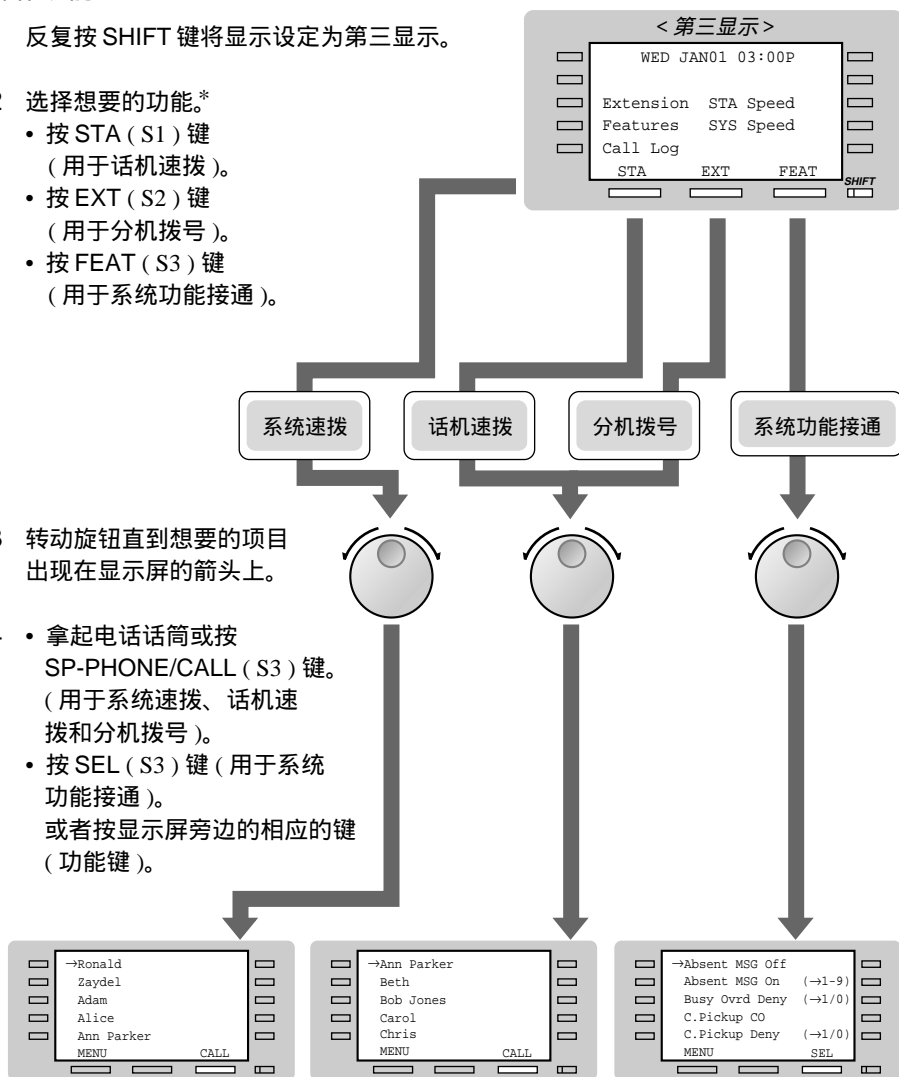 反复按 SHIFT 键将显示设定为第三显示。
2 选择想要的功能。*
• 按 STA ( S1 ) 键
( 用于话机速拨 )。
• 按 EXT ( S2 ) 键
( 用于分机拨号 )。
• 按 FEAT ( S3 ) 键
( 用于系统功能接通 )。
< 第三显示 >
WED JAN01 03:00P
Extension STA Speed
Features SYS Speed
Call Log
STA EXT FEAT
SHIFT
系统速拨
话机速拨
分机拨号
系统功能接通
3 转动旋钮直到想要的项目
出现在显示屏的箭头上。
• 拿起电话话筒或按
SP-PHONE/CALL ( S3 ) 键。
( 用于系统速拨、话机速
拨和分机拨号 )。
• 按 SEL ( S3 ) 键 ( 用于系统
功能接通 )。
或者按显示屏旁边的相应的键
( 功能键 )。
→Ronald
Zaydel
Adam
Alice
Ann Parker
MENU CALL
→Ann Parker
Beth
Bob Jones
Carol
Chris
MENU CALL
→Absent MSG Off
Absent MSG On (→1-9)
Busy Ovrd Deny (→1/0)
C.Pickup CO
C.Pickup Deny (→1/0)
MENU SEL